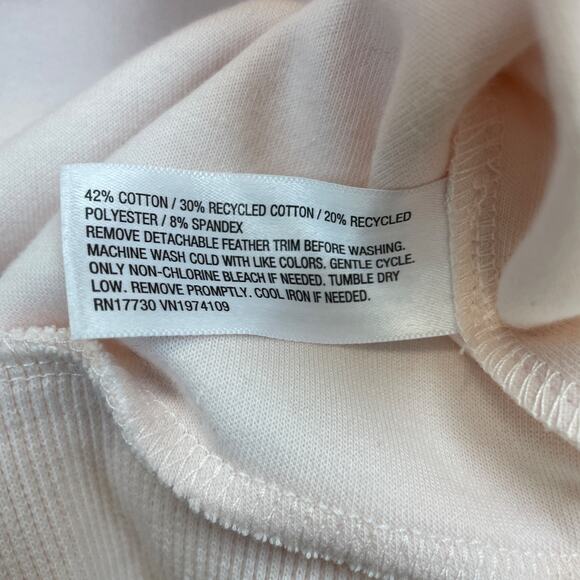 42% COTTON / 30% RECYCLED COTTON / 20% RECYCLED
POLYESTER / 8% SPANDEX
REMOVE DETACHABLE FEATHER TRIM BEFORE WASHING.
MACHINE WASH COLD WITH LIKE COLORS. GENTLE CYCLE.
ONLY NON-CHLORINE BLEACH IF NEEDED. TUMBLE DRY
LOW. REMOVE PROMPTLY. COOL IRON IF NEEDED.
RN17730 VN1974109